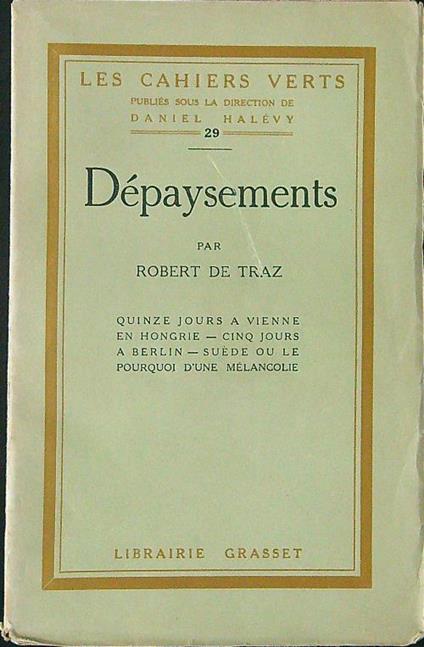 LES CAHIERS VERTS
PUBLIÉS SOUS LA DIRECTION DE
DANIEL HALÉVY
29
Dépaysements
PAR
ROBERT DE TRAZ
QUINZE JOURS A VIENNE
EN HONGRIE — CINQ JOURS
A BERLIN — SUÈDE OU LE
POURQUOI D'UNE MÉLANCOLIE
LIBRAIRIE GRASSET